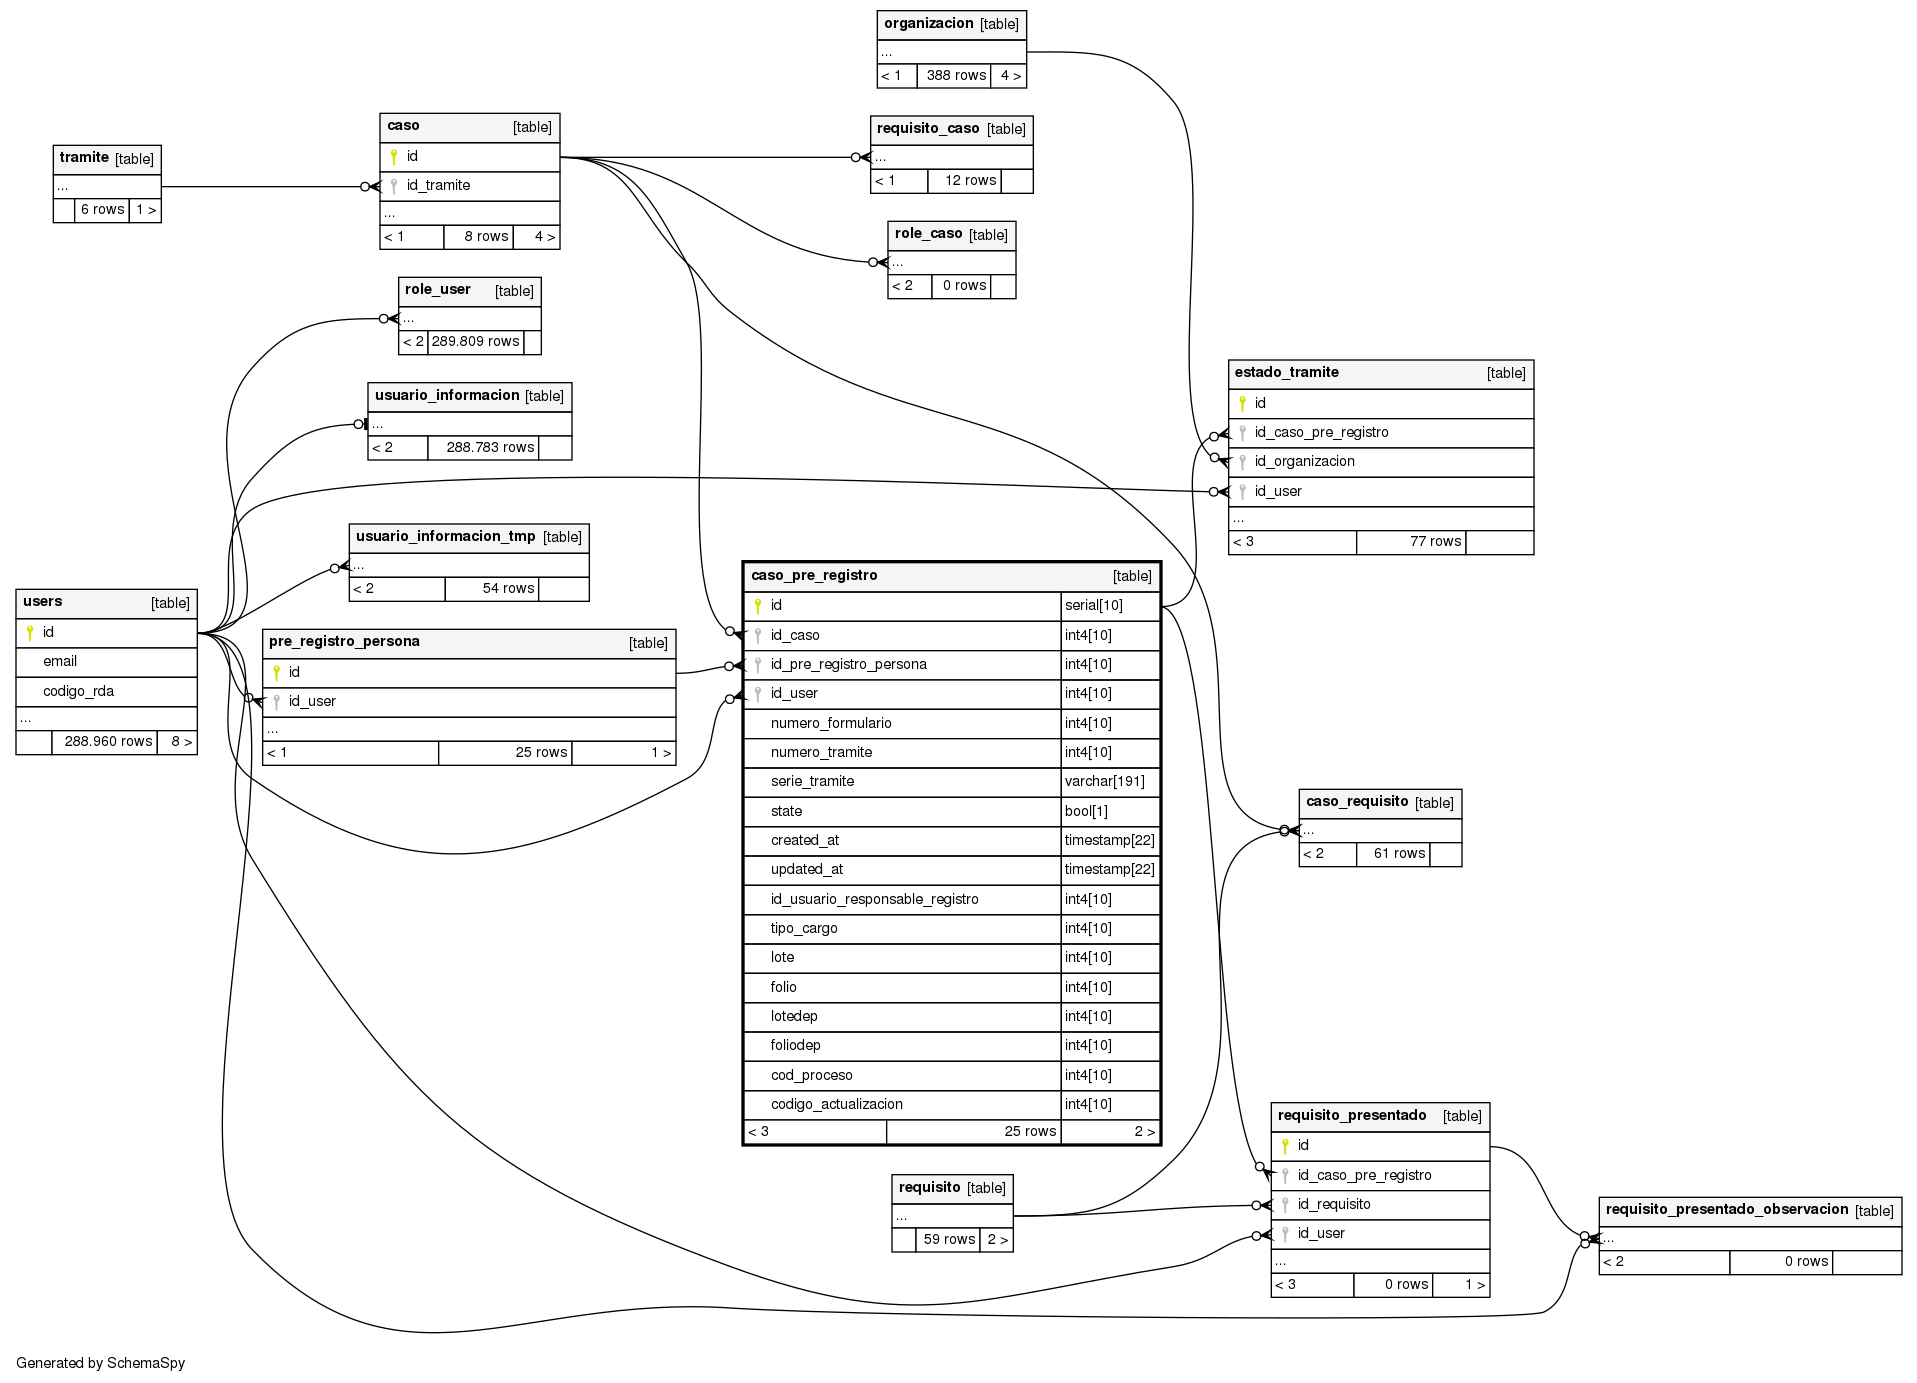 organizacion [table]
...
< 1 388 rows 4 >
caso [table]
id
id_tramite
...
< 1 8 rows 4 >
requisito_caso [table]
...
< 1 12 rows
tramite [table]
...
6 rows 1 >
role_caso [table]
...
< 2 0 rows
role_user [table]
...
< 2 289.809 rows
usuario_informacion [table]
...
< 2 288.783 rows
estado_tramite [table]
id
id_caso_pre_registro
id_organizacion
id_user
...
< 3 77 rows
usuario_informacion_tmp [table]
...
< 2 54 rows
users [table]
id
email
codigo_rda
...
288.960 rows 8 >
pre_registro_persona [table]
id
id_user
...
< 1 25 rows 1 >
caso_pre_registro [table]
id serial[10]
id_caso int4[10]
id_pre_registro_persona int4[10]
id_user int4[10]
numero_formulario int4[10]
numero_tramite int4[10]
serie_tramite varchar[191]
state bool[1]
created_at timestamp[22]
updated_at timestamp[22]
id_usuario_responsable_registro int4[10]
tipo_cargo int4[10]
lote int4[10]
folio int4[10]
lotedep int4[10]
foliodep int4[10]
cod_proceso int4[10]
codigo_actualizacion int4[10]
< 3 25 rows 2 >
caso_requisito [table]
...
< 2 61 rows
requisito [table]
...
59 rows 2 >
requisito_presentado [table]
id
id_caso_pre_registro
id_requisito
id_user
...
< 3 0 rows 1 >
requisito_presentado_observacion [table]
...
< 2 0 rows
Generated by SchemaSpy